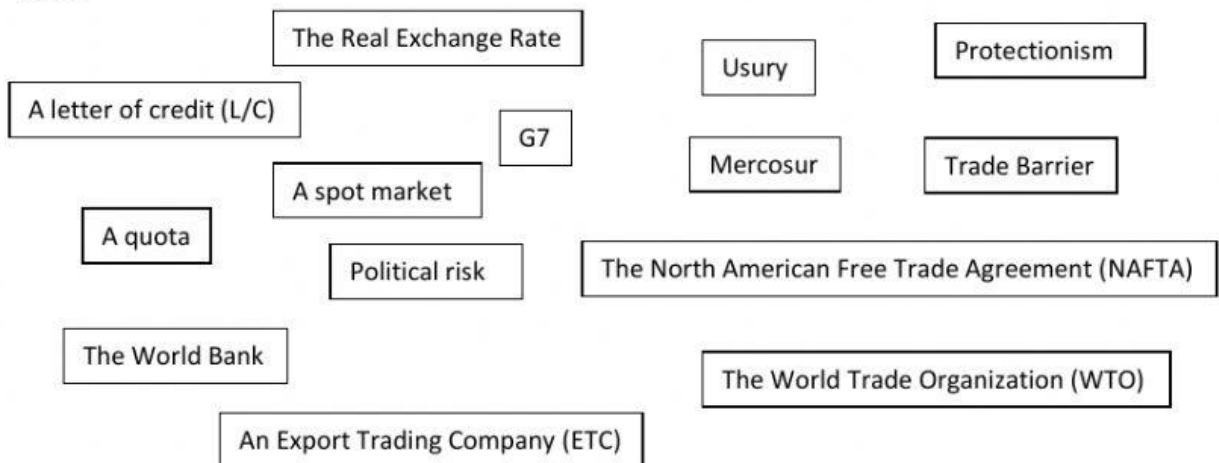 The Real Exchange Rate
Usury
Protectionism
A letter of credit (L/C)
G7
Mercosur
Trade Barrier
A spot market
A quota
Political risk
The North American Free Trade Agreement (NAFTA)
The World Bank
The World Trade Organization (WTO)
An Export Trading Company (ETC)